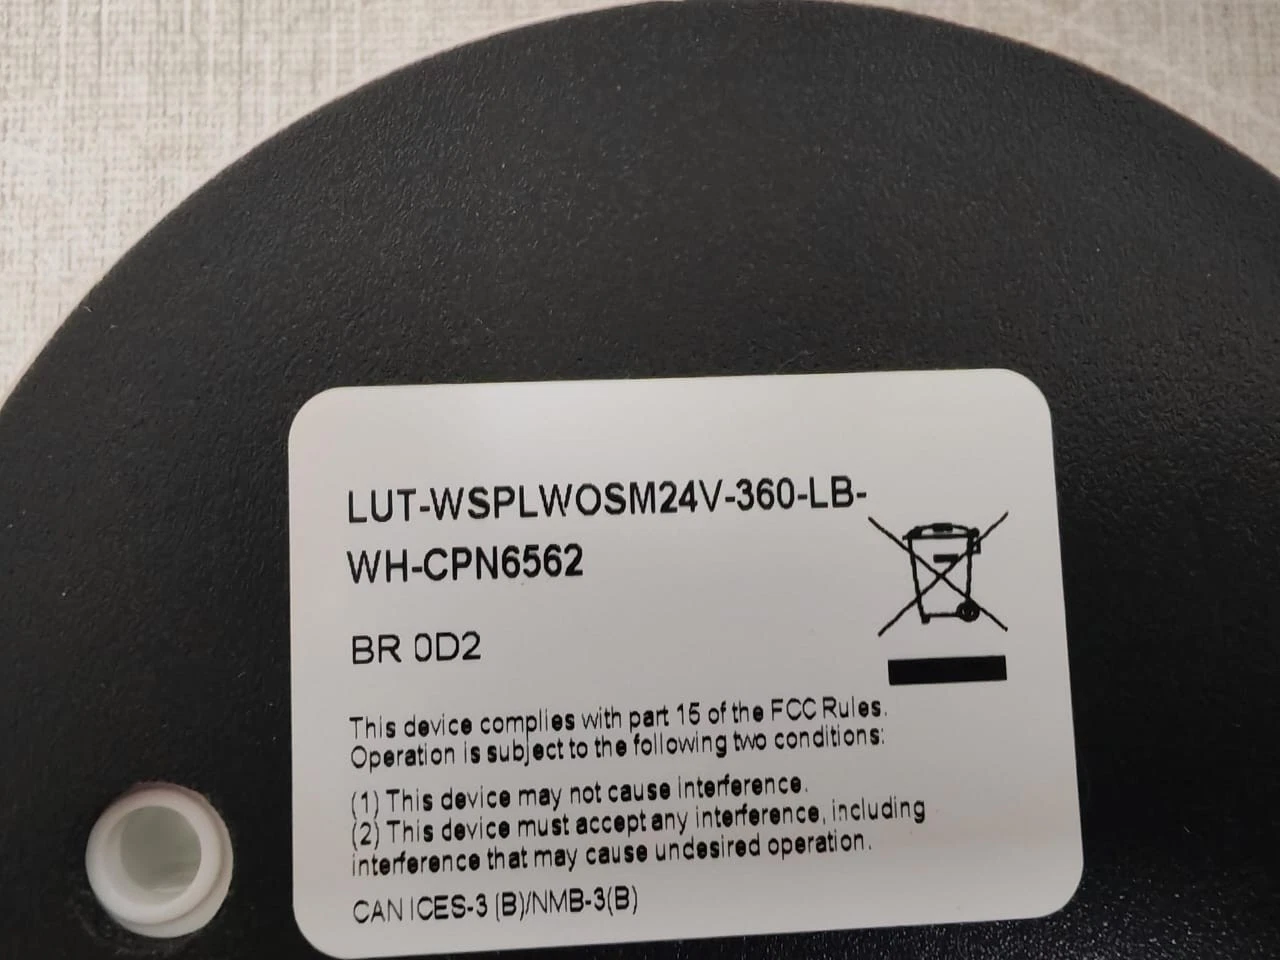 LUT-WSPLWOSM24V-360-LB-
WH-CPN6562
BR 0D2
This device complies with part 15 of the FCC Rules.
Operation is subject to the following two conditions:
(1) This device may not cause interference.
(2) This device must accept any interference, including
interference that may cause undesired operation.
CAN ICES-3 (B)/NMB-3(B)